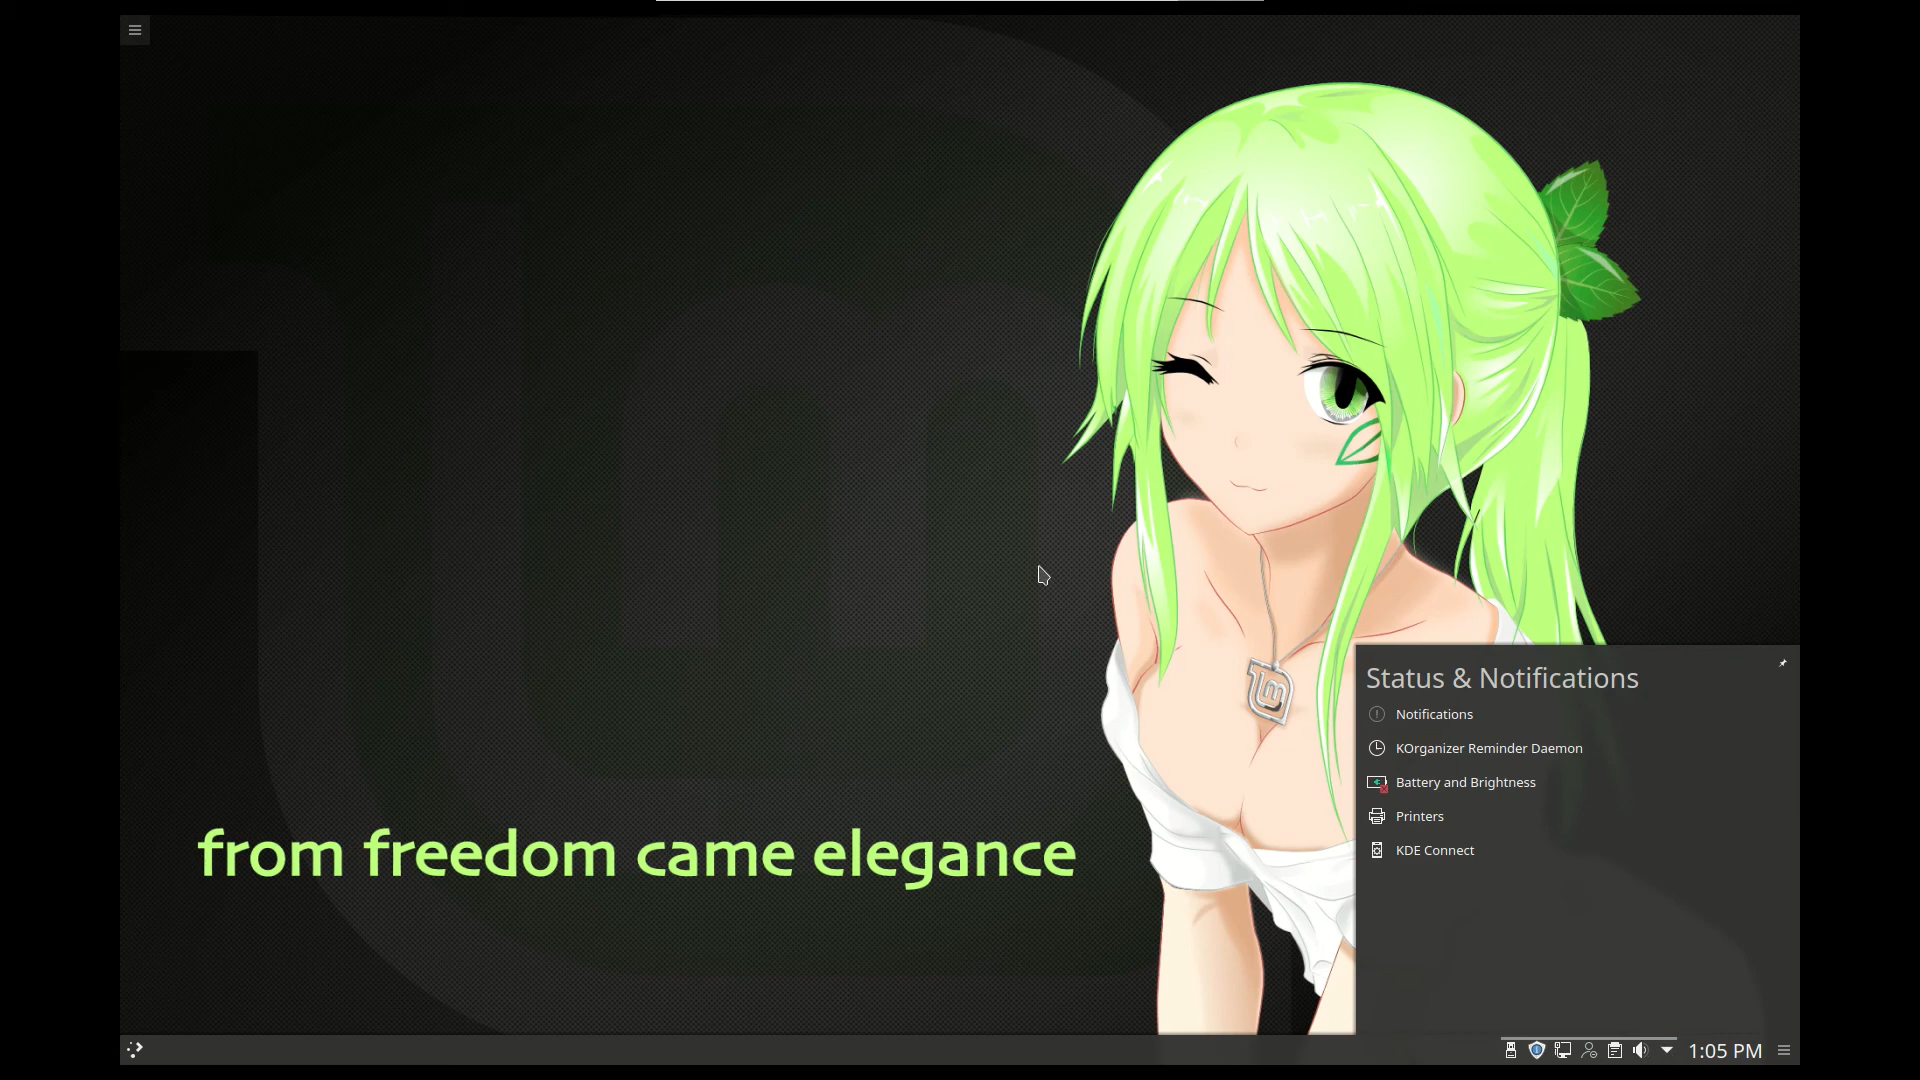 from freedom came elegance
Status & Notifications
Notifications
KOrganizer Reminder Daemon
Battery and Brightness
Printers
KDE Connect
1:05 PM